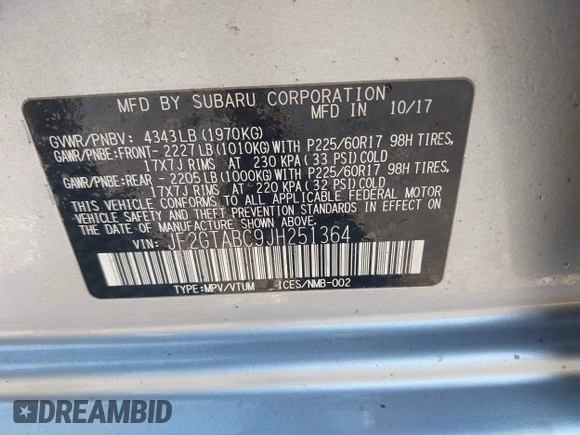 MFD BY SUBARU CORPORATION
MFD IN 10/17
GVWR/PNBV: 4343LB(1970KG)
GAWR/PNBE:FRONT- 2227LB(1010KG)WITH P225/60R17 98H TIRES,
17X7J RIMS AT 230 KPA(33 PSI)COLD
GAWR/PNBE:REAR - 2205LB(1000KG)WITH P225/60R17 98H TIRES,
17X7J RIMS AT 220 KPA(32 PSI)COLD
THIS VEHICLE CONFORMS TO ALL APPLICABLE FEDERAL MOTOR
VEHICLE SAFETY AND THEFT PREVENTION STANDARDS IN EFFECT ON THE DATE
OF MANUFACTURE SHOWN ABOVE.
VIN: JF2GTABC9JH251364
TYPE:MPV/VTUM ICES/NMB-002
DREAMBID